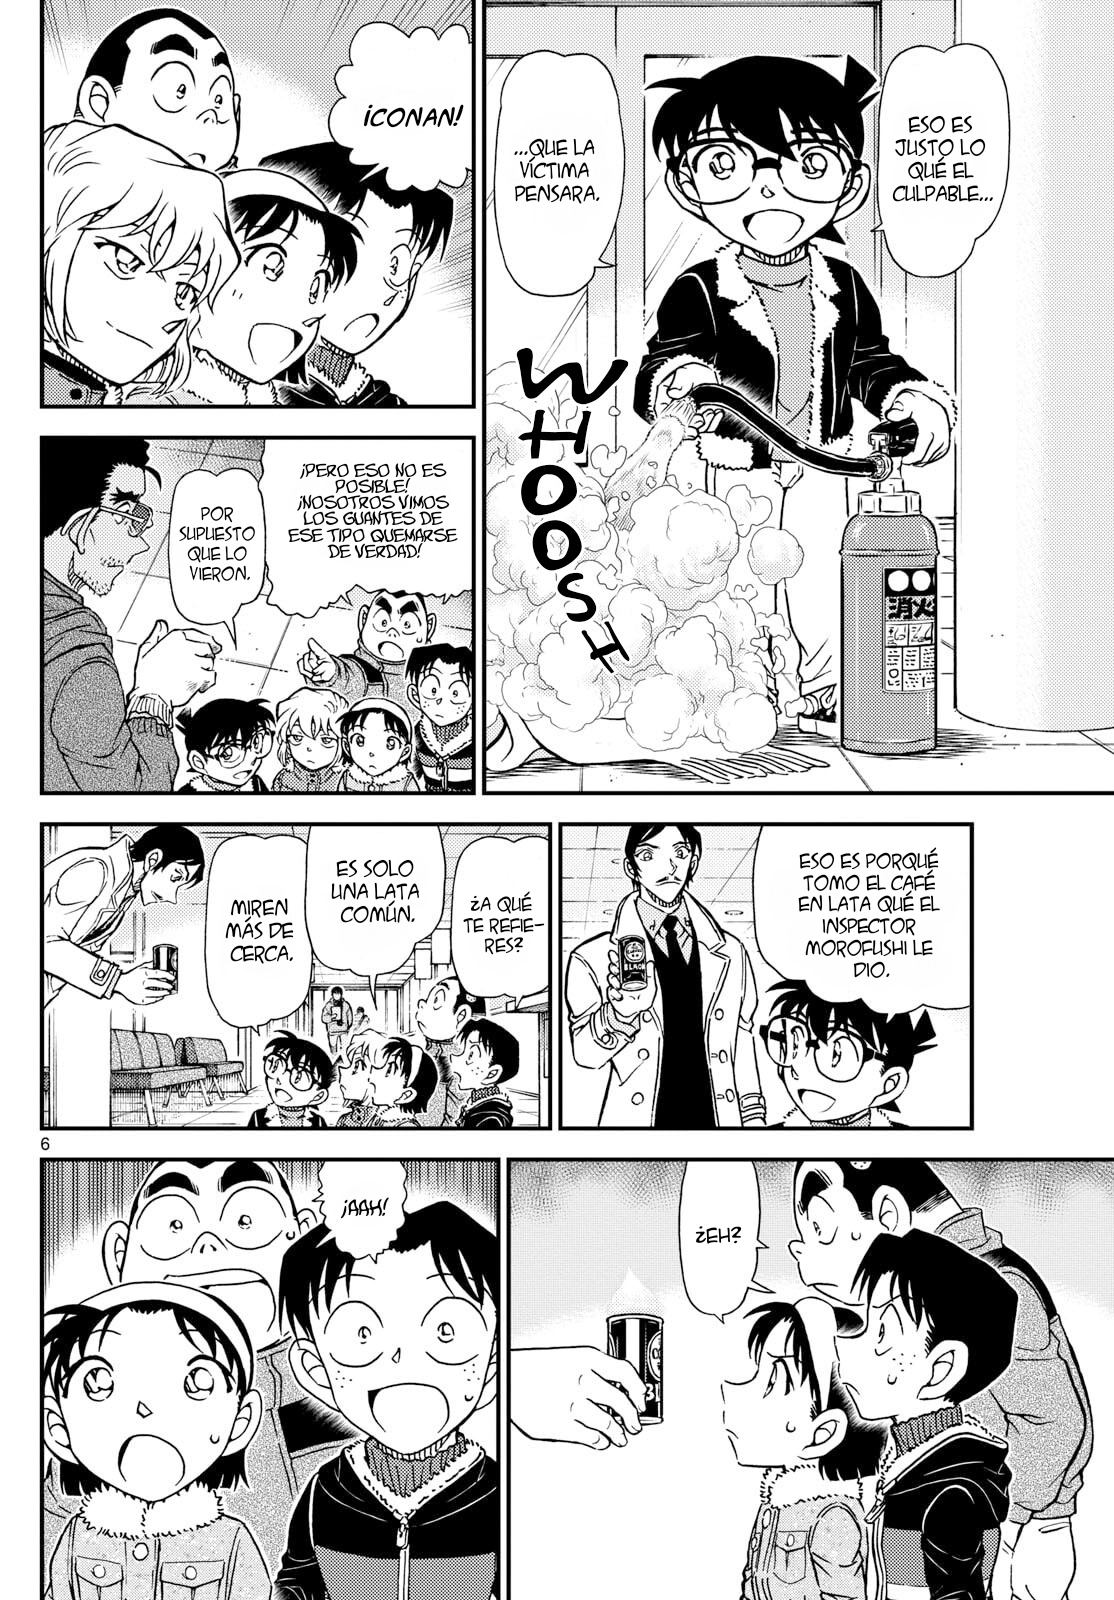 ¡CONAN!
ESO ES
JUSTO LO
QUÉ EL
CULPABLE...
...QUE LA
VÍCTIMA
PENSARA.
WHOOSH
消火
¡PERO ESO NO ES
POSIBLE!
¡NOSOTROS VIMOS
LOS GUANTES DE
ESE TIPO QUEMARSE
DE VERDAD!
POR
SUPUESTO
QUE LO
VIERON.
¿A QUÉ
TE REFIE-
RES?
ES SOLO
UNA LATA
COMÚN.
MIREN
MÁS DE
CERCA.
ESO ES PORQUÉ
TOMO EL CAFÉ
EN LATA QUÉ EL
INSPECTOR
MOROFUSHI LE
DIO.
BLACK
6
¡AAH!
¿EH?